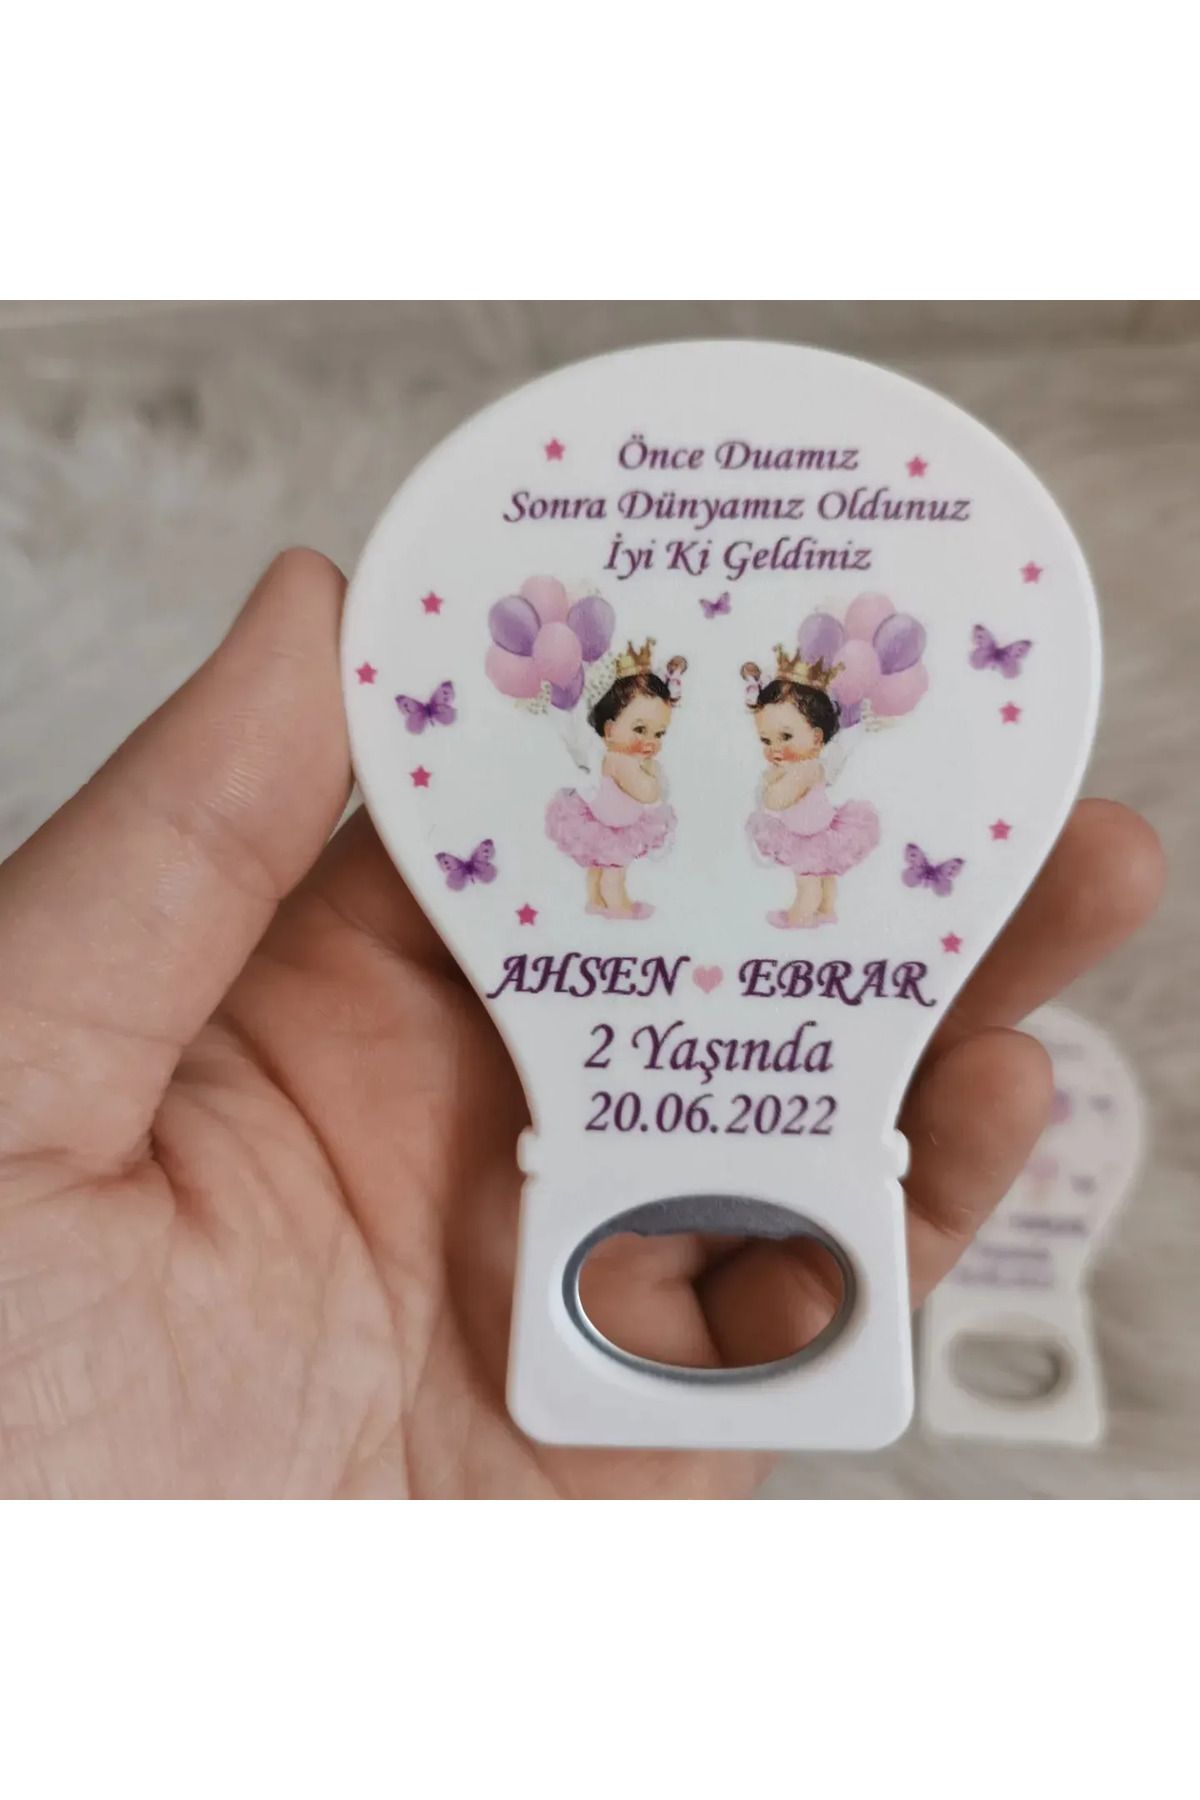 Önce Duamız
Sonra Dünyamız Oldunuz
İyi Ki Geldiniz
AHSEN EBRAR
2 Yaşında
20.06.2022